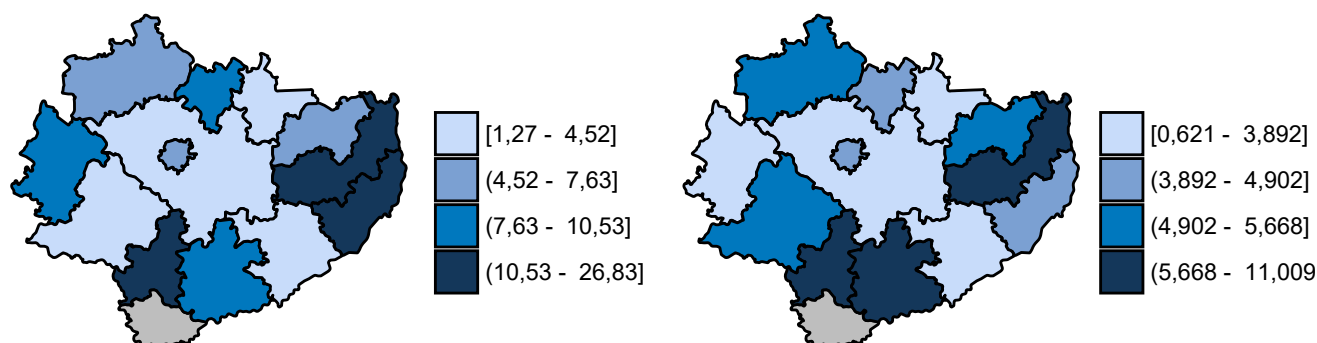 [1,27 - 4,52]
(4,52 - 7,63]
(7,63 - 10,53]
(10,53 - 26,83]
[0,621 - 3,892]
(3,892 - 4,902]
(4,902 - 5,668]
(5,668 - 11,009